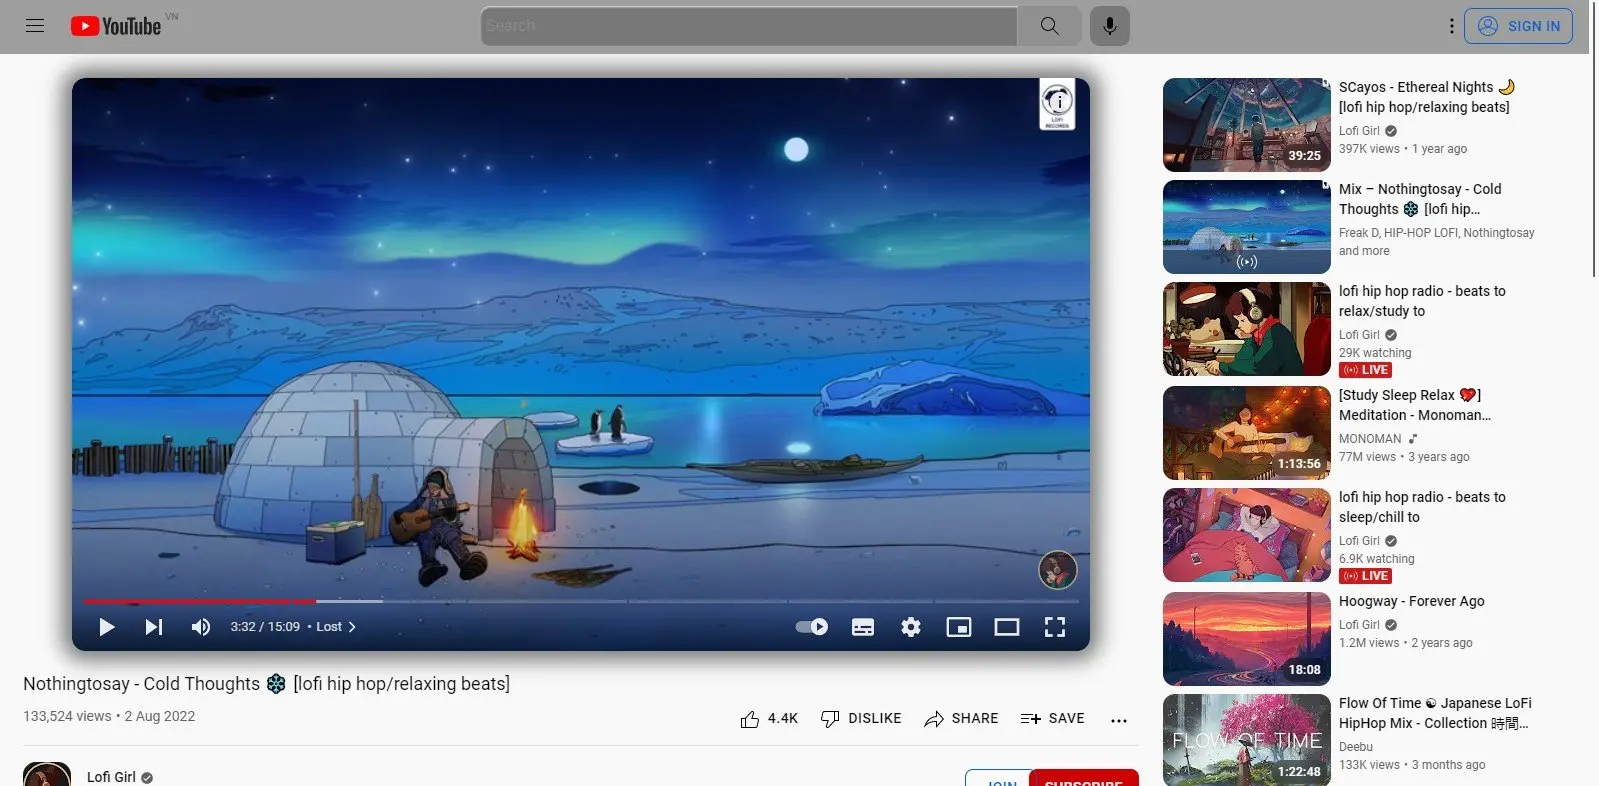 YouTube VN
Search
SIGN IN
LOFI
RECORDS
3:32 / 15:09 • Lost
Nothingtosay - Cold Thoughts ❄ [lofi hip hop/relaxing beats]
133,524 views • 2 Aug 2022
4.4K
DISLIKE
SHARE
SAVE
Lofi Girl
JOIN
SUBSCRIBE
39:25
SCayos - Ethereal Nights 🌙
[lofi hip hop/relaxing beats]
Lofi Girl
397K views • 1 year ago
Mix – Nothingtosay - Cold
Thoughts ❄ [lofi hip...
Freak D, HIP-HOP LOFI, Nothingtosay
and more
lofi hip hop radio - beats to
relax/study to
Lofi Girl
29K watching
LIVE
1:13:56
[Study Sleep Relax 💖]
Meditation - Monoman...
MONOMAN
77M views • 3 years ago
lofi hip hop radio - beats to
sleep/chill to
Lofi Girl
6.9K watching
LIVE
18:08
Hoogway - Forever Ago
Lofi Girl
1.2M views • 2 years ago
FLOW OF TIME
1:22:48
Flow Of Time ☯ Japanese LoFi
HipHop Mix - Collection 時間...
Deebu
133K views • 3 months ago